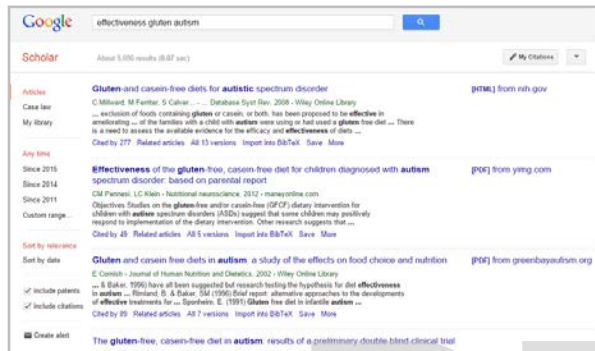 Google
effectiveness gluten autism
Scholar
About 5,090 results (0.07 sec)
My Citations
Articles
Case law
My library
Any time
Since 2015
Since 2014
Since 2011
Custom range...
Sort by relevance
Sort by date
include patents
include citations
Create alert
Gluten-and casein-free diets for autistic spectrum disorder
C Millward, M Ferriter, S Calver... - ... Database Syst Rev, 2008 - Wiley Online Library
... exclusion of foods containing gluten or casein, or both, has been proposed to be effective in
ameliorating ... of the families with a child with autism were using or had used a gluten free diet ... There
is a need to assess the available evidence for the efficacy and effectiveness of diets ...
Cited by 277 Related articles All 13 versions Import into BibTeX Save More
[HTML] from nih.gov
Effectiveness of the gluten-free, casein-free diet for children diagnosed with autism
spectrum disorder: based on parental report
CM Pennesi, LC Klein - Nutritional neuroscience, 2012 - maneyonline.com
Objectives Studies on the gluten-free and/or casein-free (GFCF) dietary intervention for
children with autism spectrum disorders (ASDs) suggest that some children may positively
respond to implementation of the dietary intervention. Other research suggests that ...
Cited by 49 Related articles All 5 versions Import into BibTeX Save More
[PDF] from yimg.com
Gluten and casein free diets in autism: a study of the effects on food choice and nutrition
E Cornish - Journal of Human Nutrition and Dietetics, 2002 - Wiley Online Library
... & Baker, 1996) have all been suggested but research testing the hypothesis for diet effectiveness
in autism ... Rimland, B. & Baker, SM (1996) Brief report: alternative approaches to the developments
of effective treatments for ... Sponheim, E. (1991) Gluten free diet in infantile autism ...
Cited by 89 Related articles All 7 versions Import into BibTeX Save More
[PDF] from greenbayautism.org
The gluten-free, casein-free diet in autism: results of a preliminary double blind clinical trial